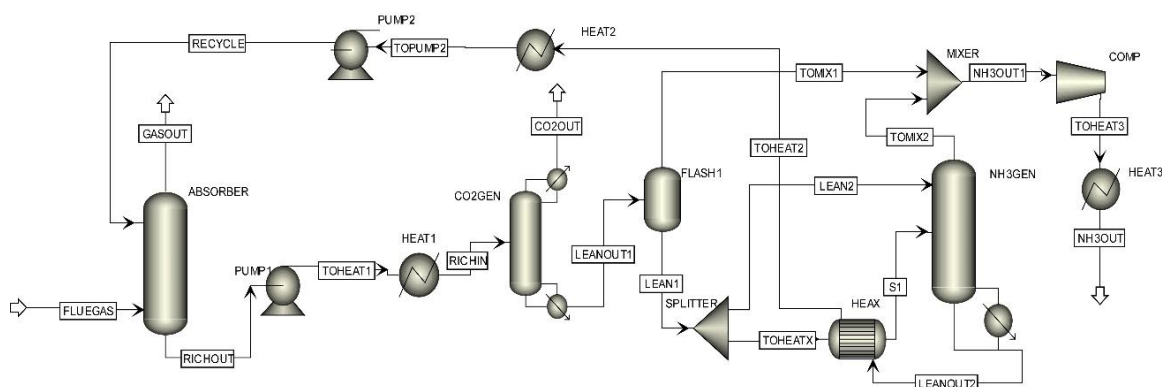 PUMP2
RECYCLE
TOPUMP2
HEAT2
MIXER
COMP
TOMIX1
NH3OUT1
GASOUT
CO2OUT
TOHEAT3
TOMIX2
TOHEAT2
FLASH1
NH3GEN
HEAT3
ABSORBER
CO2GEN
LEAN2
HEAT1
NH3OUT
PUMP1
TOHEAT1
RICHIN
LEANOUT1
LEAN1
S1
SPLITTER
HEAX
FLUEGAS
TOHEATX
RICHOUT
LEANOUT2